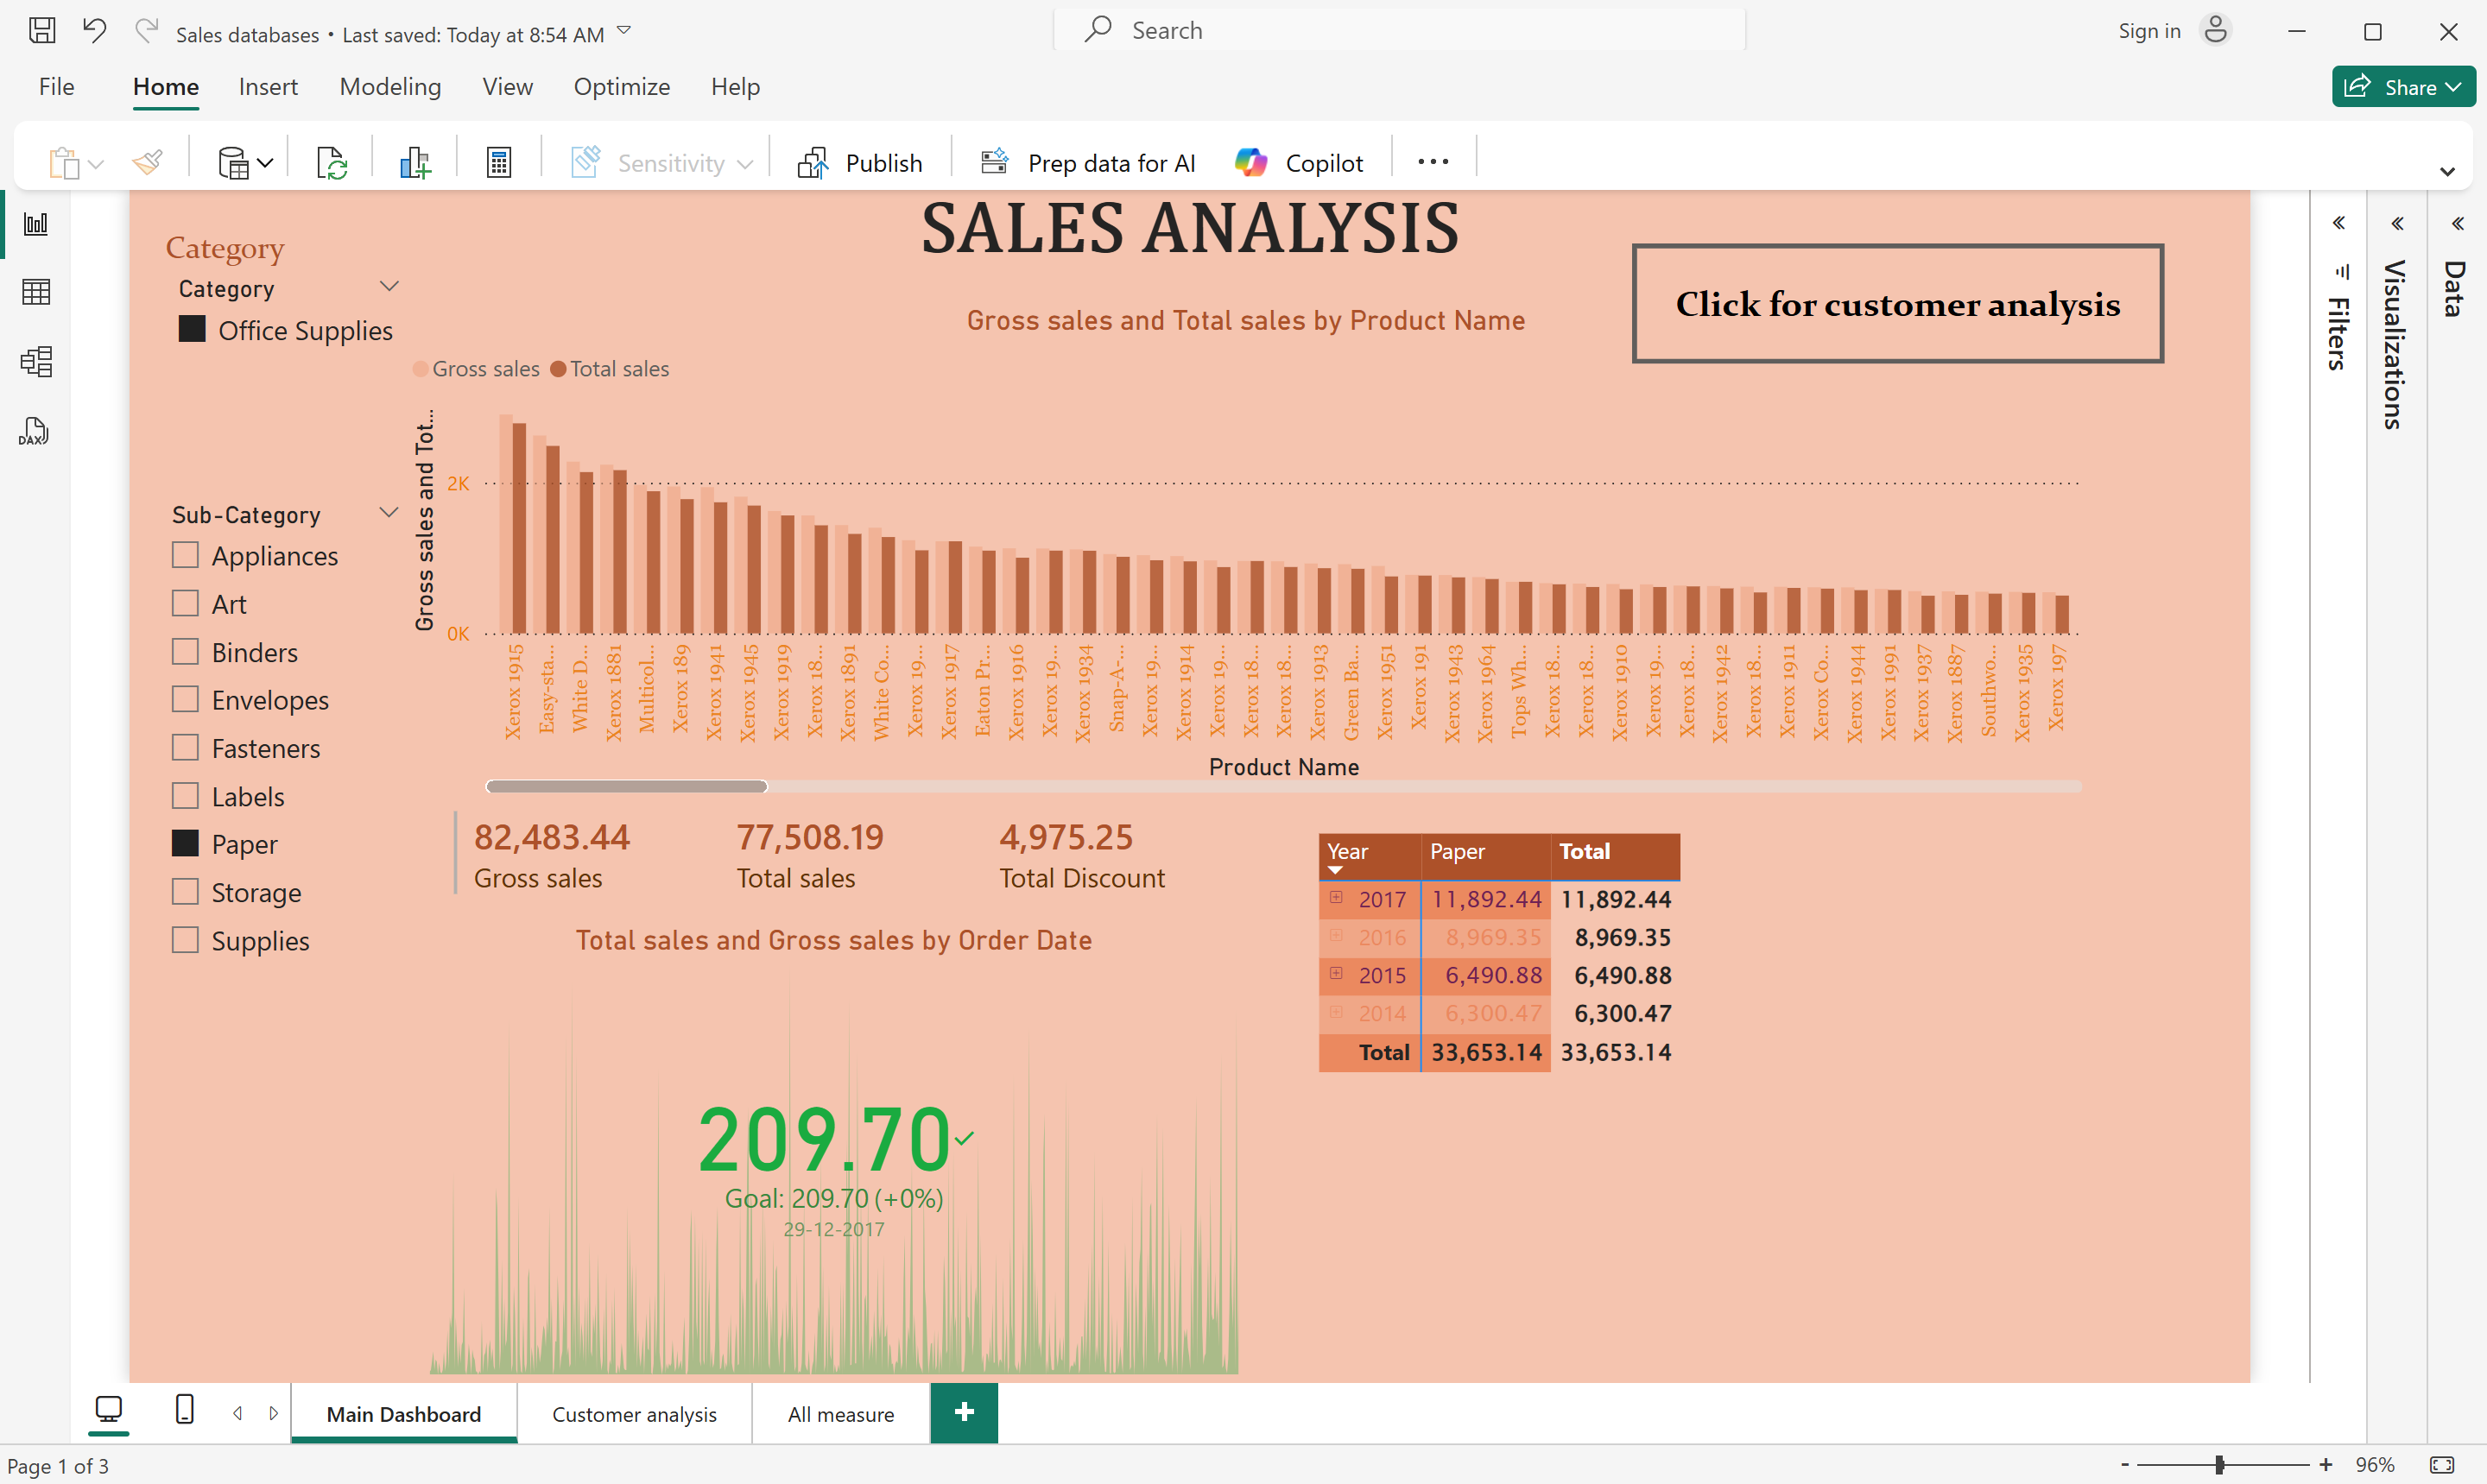 Sales databases • Last saved: Today at 8:54 AM
Search
Sign in
File Home Insert Modeling View Optimize Help
Share
Sensitivity
Publish
Prep data for AI
Copilot
SALES ANALYSIS
Category
Category
Office Supplies
Click for customer analysis
Gross sales and Total sales by Product Name
Gross sales Total sales
Gross sales and Tot...
2K
0K
Xerox 1915
Easy-sta...
White D...
Xerox 1881
Multicol...
Xerox 189
Xerox 1941
Xerox 1945
Xerox 1919
Xerox 18...
Xerox 1891
White Co...
Xerox 19...
Xerox 1917
Eaton Pr...
Xerox 1916
Xerox 19...
Xerox 1934
Snap-A-...
Xerox 19...
Xerox 1914
Xerox 19...
Xerox 18...
Xerox 18...
Xerox 1913
Green Ba...
Xerox 1951
Xerox 191
Xerox 1943
Xerox 1964
Tops Wh...
Xerox 18...
Xerox 18...
Xerox 1910
Xerox 19...
Xerox 18...
Xerox 1942
Xerox 18...
Xerox 1911
Xerox Co...
Xerox 1944
Xerox 1991
Xerox 1937
Xerox 1887
Southwo...
Xerox 1935
Xerox 197
Product Name
Sub-Category
Appliances
Art
Binders
Envelopes
Fasteners
Labels
Paper
Storage
Supplies
82,483.44 77,508.19 4,975.25
Gross sales Total sales Total Discount
Total sales and Gross sales by Order Date
209.70
Goal: 209.70 (+0%)
29-12-2017
Year Paper Total
2017 11,892.44 11,892.44
2016 8,969.35 8,969.35
2015 6,490.88 6,490.88
2014 6,300.47 6,300.47
Total 33,653.14 33,653.14
Filters
Visualizations
Data
DAX
Main Dashboard Customer analysis All measure
Page 1 of 3
96%